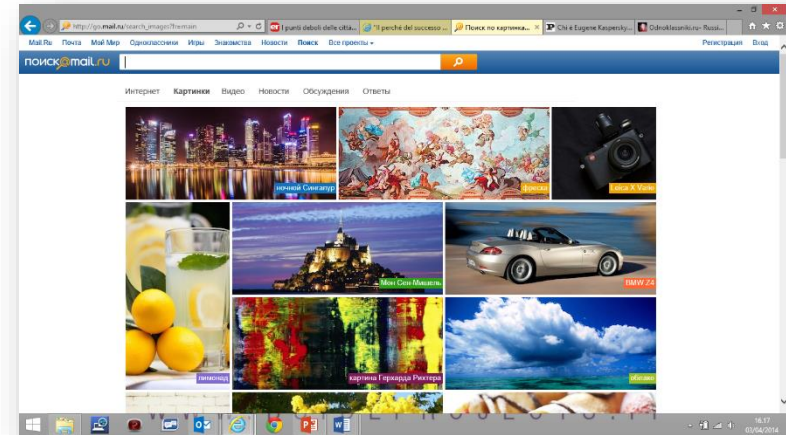 http://go.mail.ru/search_images?fr=main
I punti deboli delle città...
"Il perché del successo ...
Поиск по картинка...
Chi è Eugene Kaspersky...
Odnoklassniki.ru- Russi...
Mail.Ru Почта Мой Мир Одноклассники Игры Знакомства Новости Поиск Все проекты
Регистрация Вход
поиск@mail.ru
Интернет Картинки Видео Новости Обсуждения Ответы
ночной Сингапур
фреска
Leica X Vario
Мон Сен-Мишель
BMW Z4
лимонад
картина Герхарда Рихтера
облако
16.17
03/04/2014